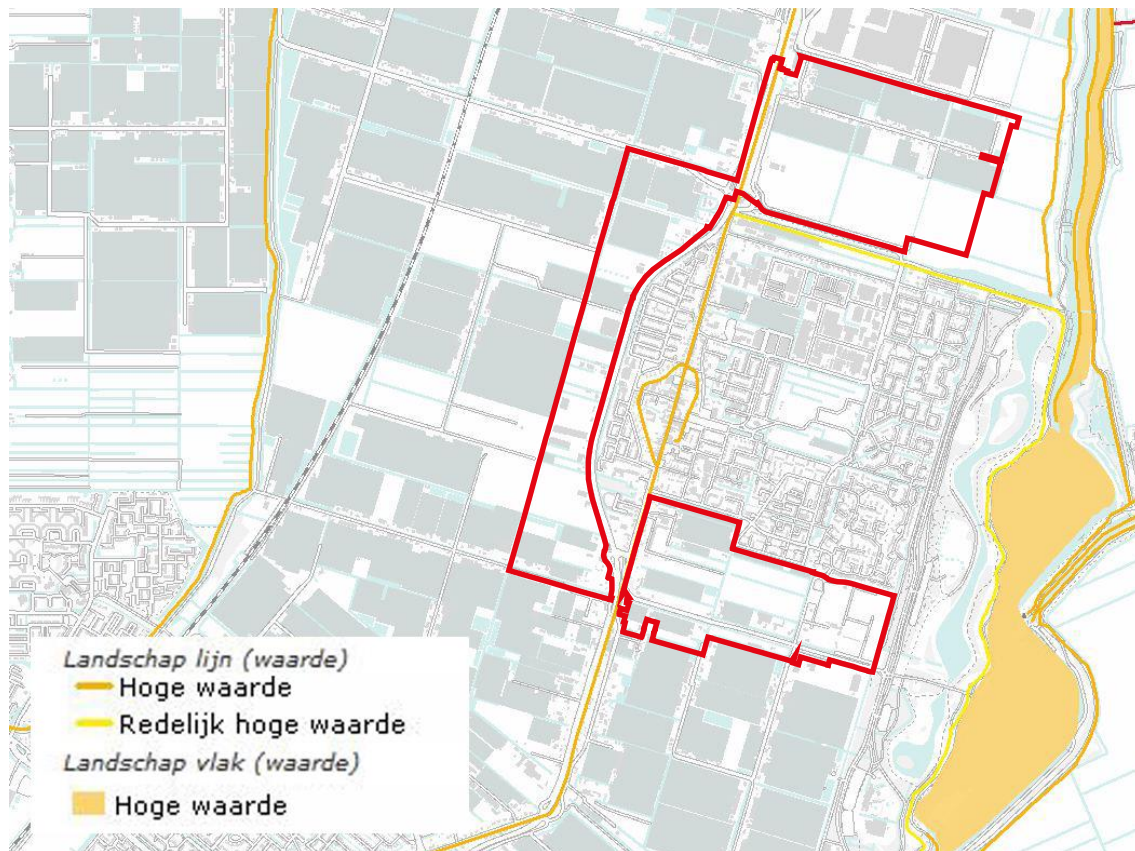 Landschap lijn (waarde)
Hoge waarde
Redelijk hoge waarde
Landschap vlak (waarde)
Hoge waarde